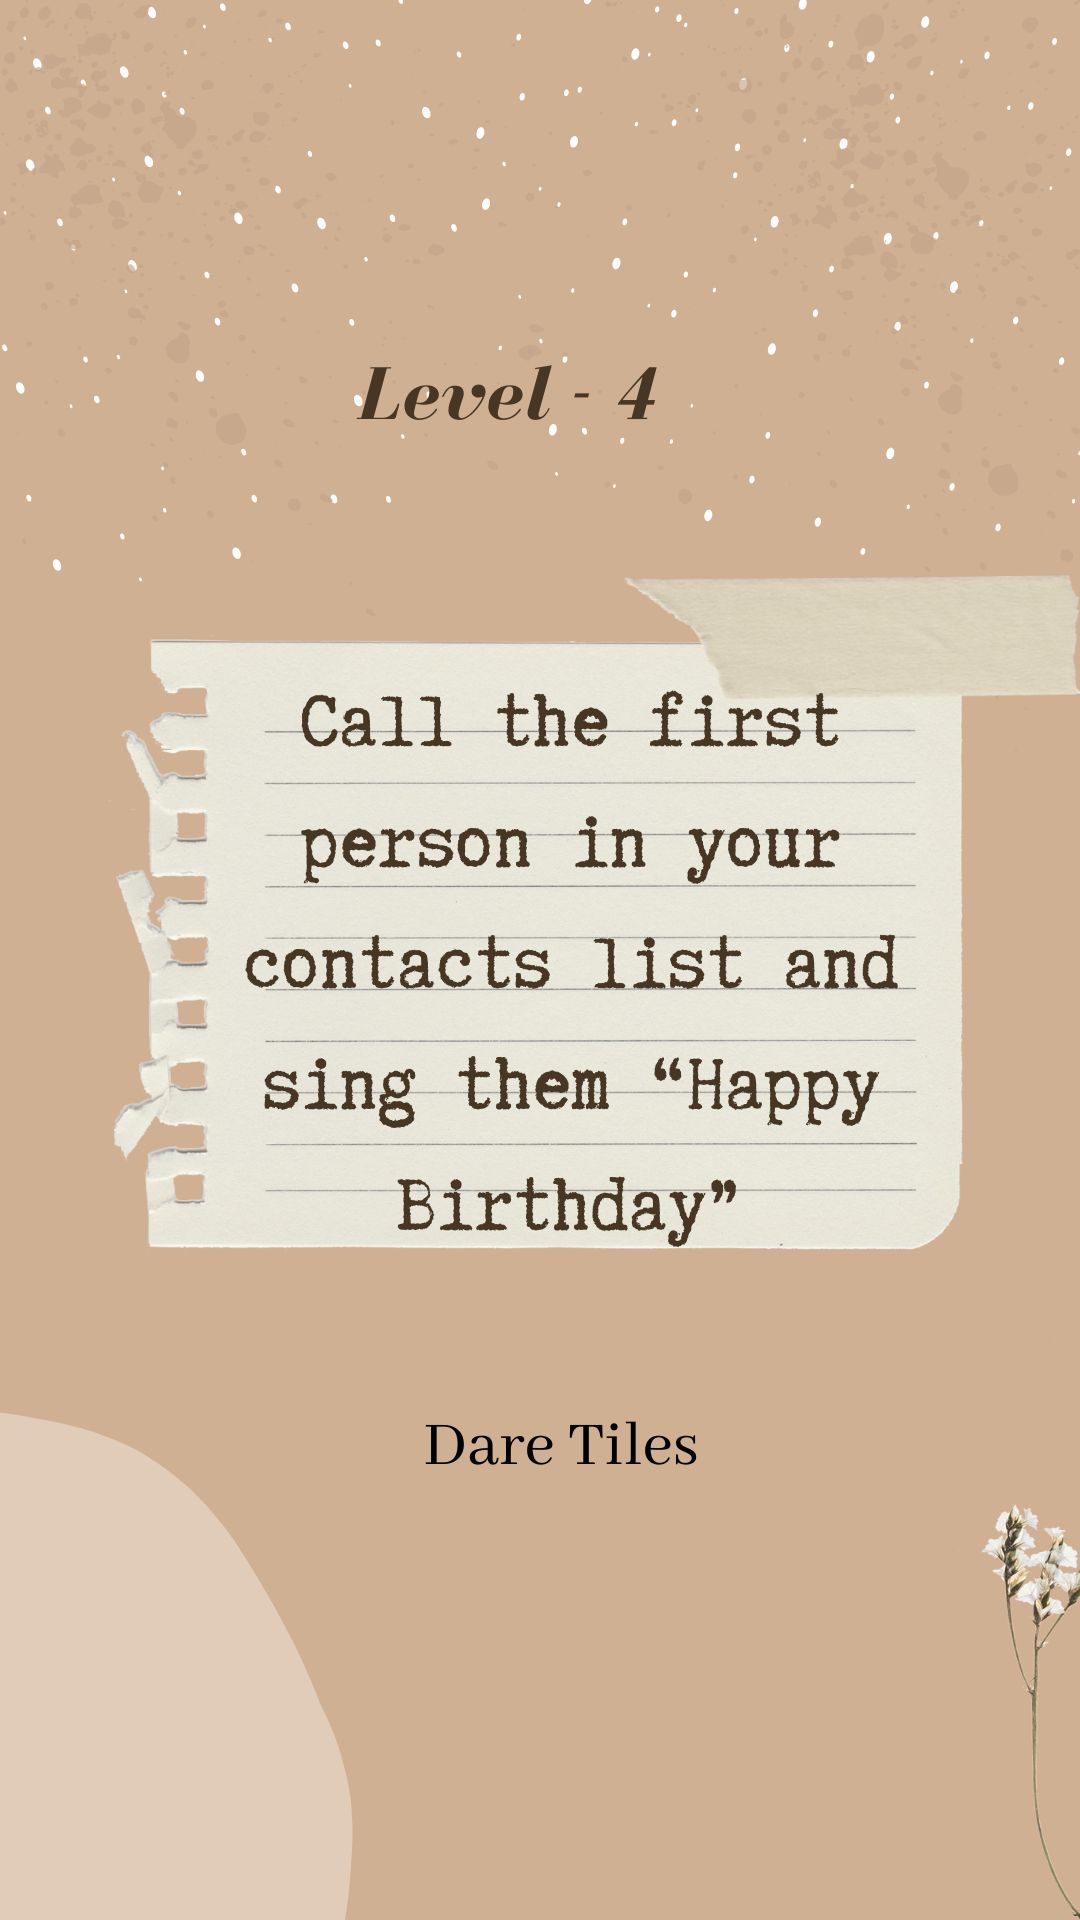 Level - 4
Call the first
person in your
contacts list and
sing them “Happy
Birthday”
Dare Tiles